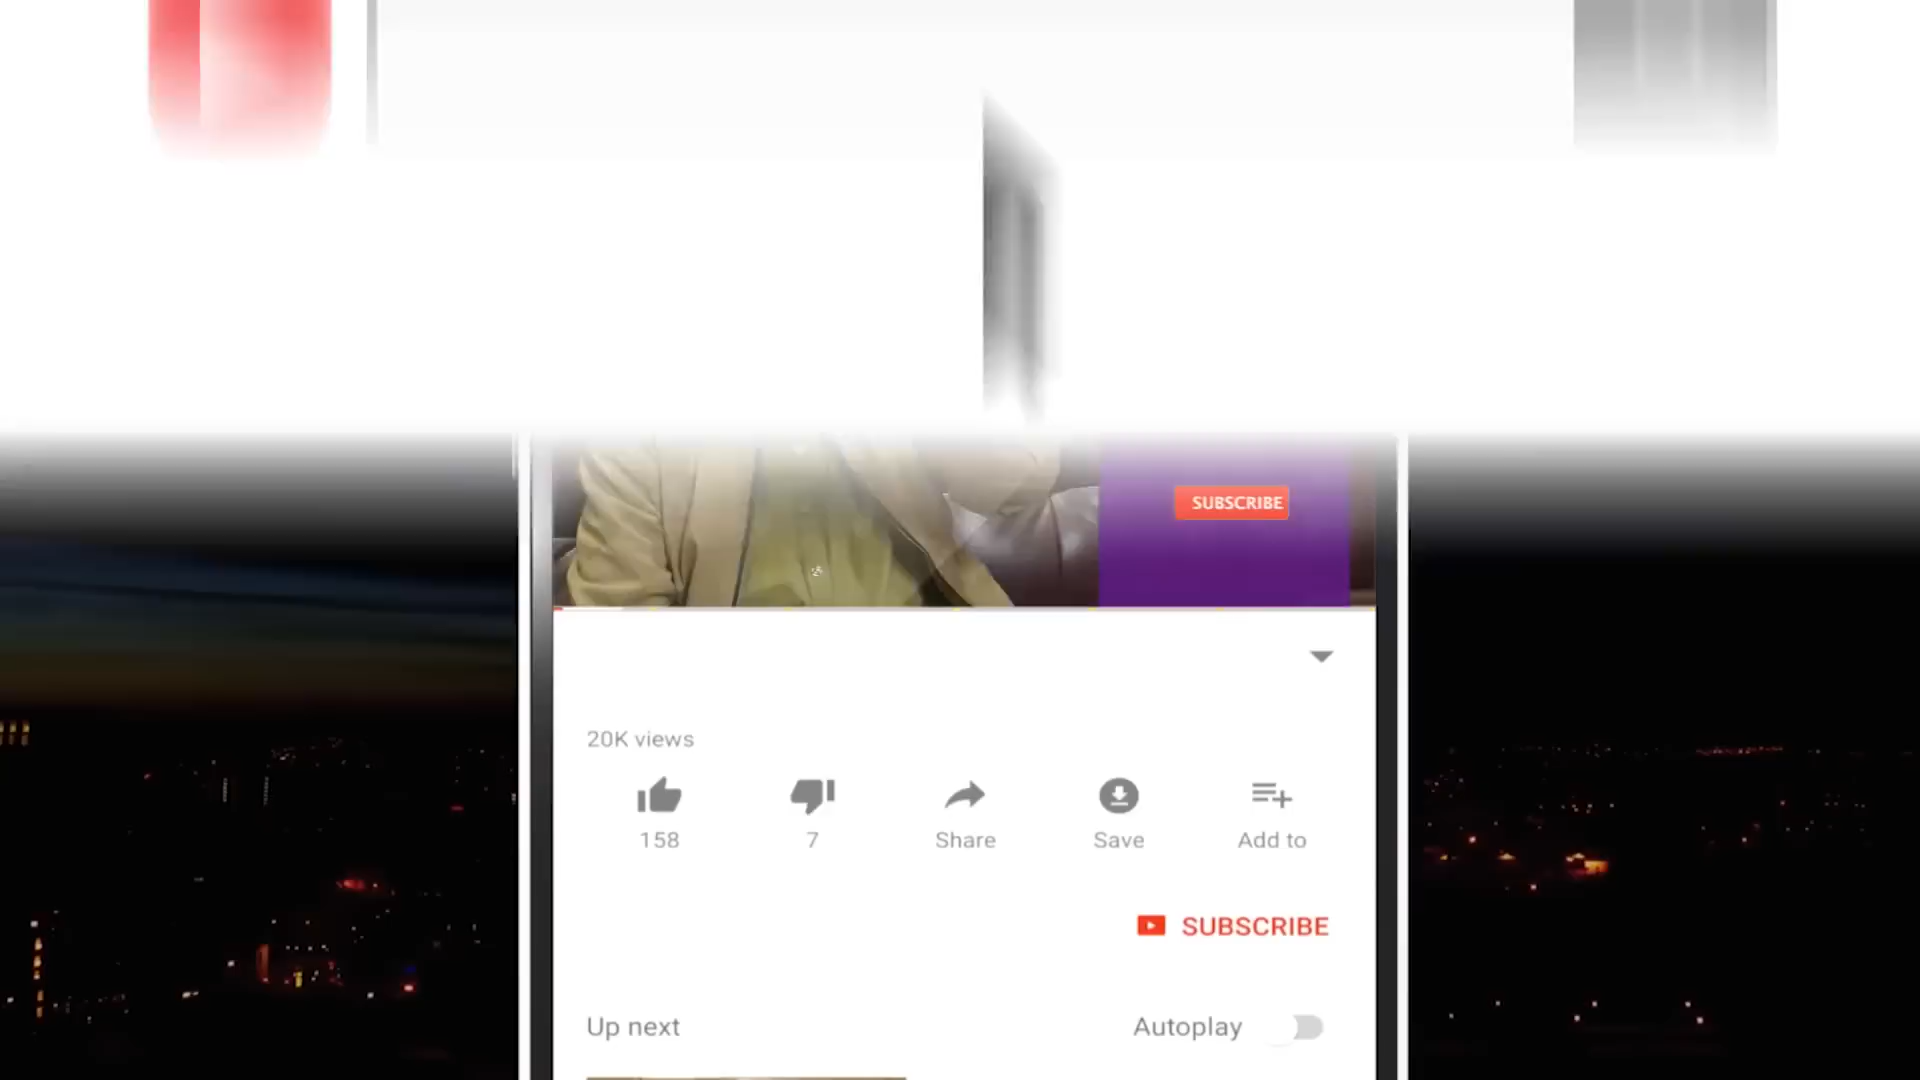 SUBSCRIBE
20K views
158
7
Share
Save
Add to
SUBSCRIBE
Up next
Autoplay